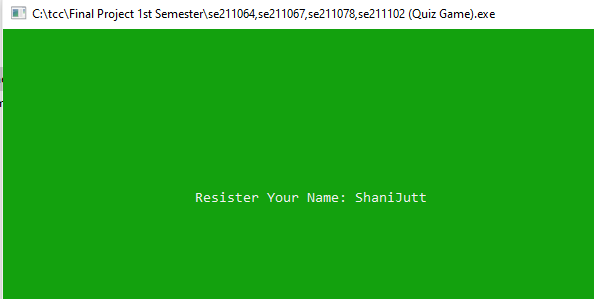 C:\tcc\Final Project 1st Semester\se211064,se211067,se211078,se211102 (Quiz Game).exe
Resister Your Name: ShaniJutt